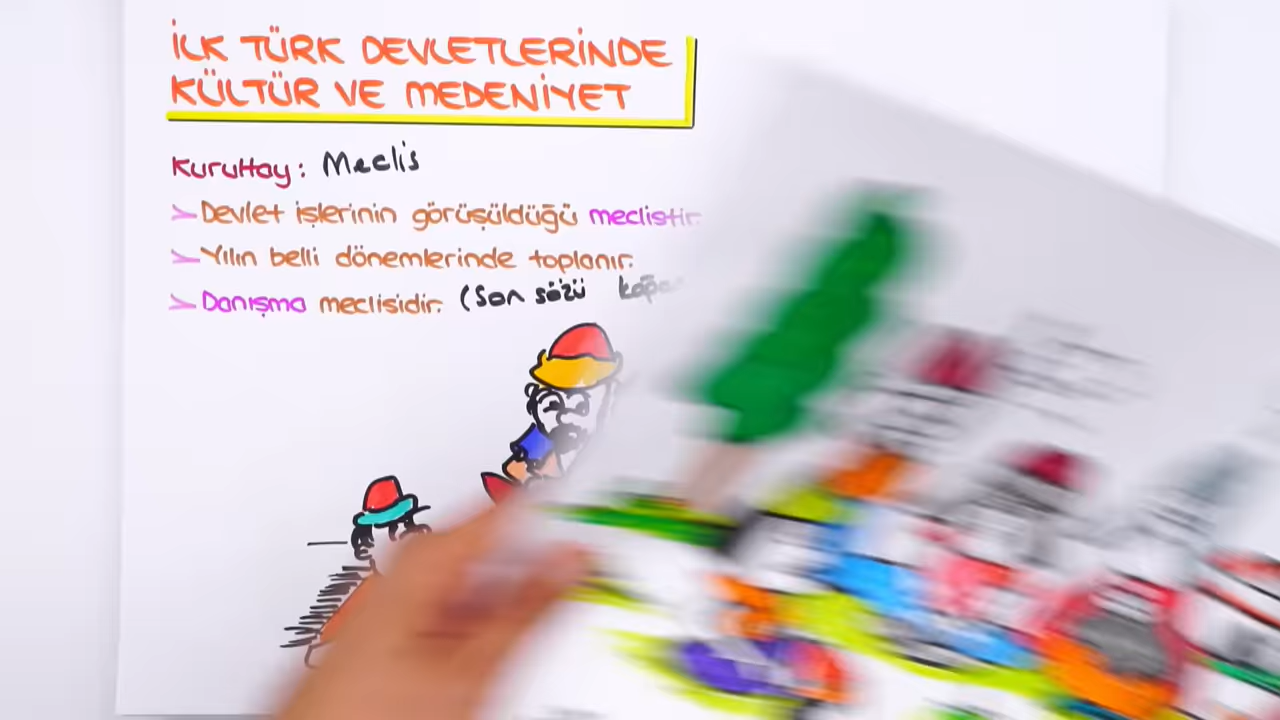 İLK TÜRK DEVLETLERİNDE
KÜLTÜR VE MEDENİYET
Kurultay: Meclis
➢ Devlet işlerinin görüşüldüğü meclistir.
➢ Yılın belli dönemlerinde toplanır.
➢ Danışma meclisidir. (Son sözü